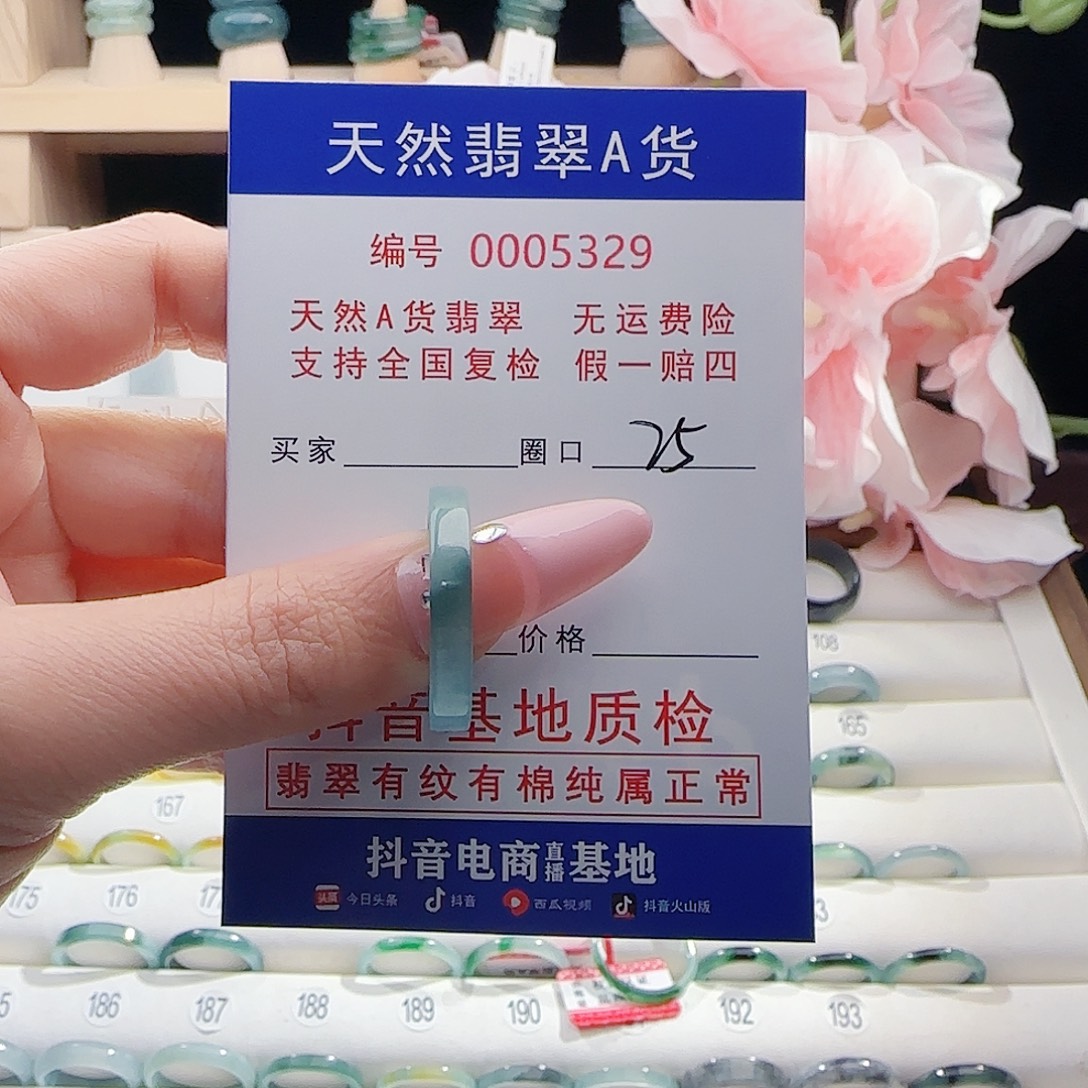 天然翡翠A货
编号 0005329
天然A货翡翠 无运费险
支持全国复检 假一赔四
买家 圈口 25
价格
抖音基地质检
翡翠有纹有棉纯属正常
抖音电商直播基地
今日头条 抖音 西瓜视频 抖音火山版
108
165
167
175 176
186 187 188 189 190 192 193